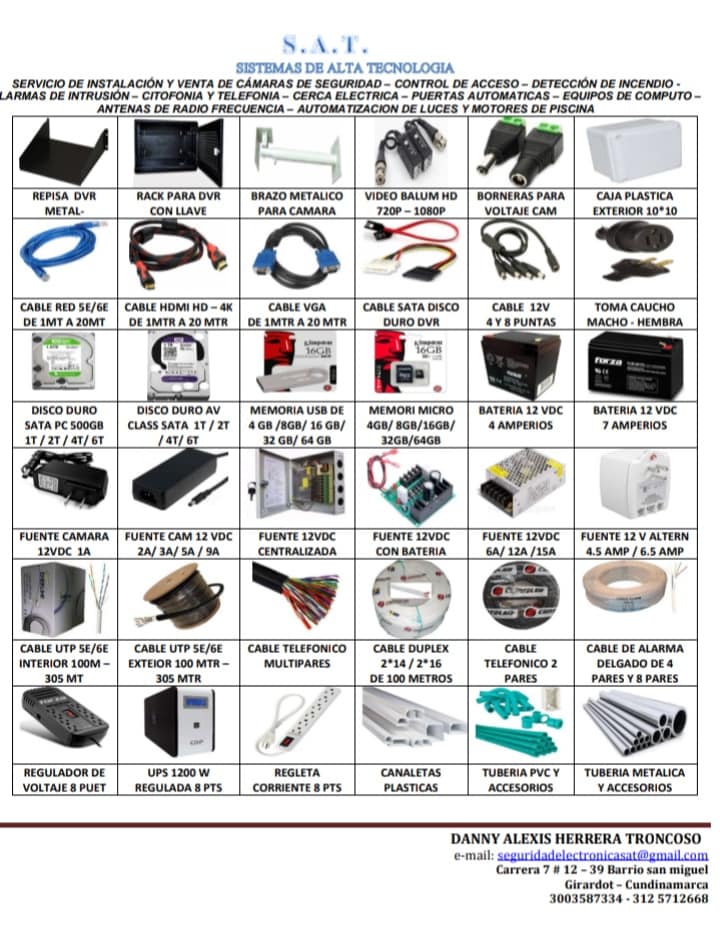 S.A.T.
SISTEMAS DE ALTA TECNOLOGIA
SERVICIO DE INSTALACIÓN Y VENTA DE CÁMARAS DE SEGURIDAD – CONTROL DE ACCESO – DETECCIÓN DE INCENDIO -
LARMAS DE INTRUSIÓN – CITOFONIA Y TELEFONIA – CERCA ELECTRICA – PUERTAS AUTOMATICAS – EQUIPOS DE COMPUTO –
ANTENAS DE RADIO FRECUENCIA – AUTOMATIZACION DE LUCES Y MOTORES DE PISCINA
REPISA DVR
METAL-
RACK PARA DVR
CON LLAVE
BRAZO METALICO
PARA CAMARA
VIDEO BALUM HD
720P – 1080P
BORNERAS PARA
VOLTAJE CAM
CAJA PLASTICA
EXTERIOR 10*10
CABLE RED 5E/6E
DE 1MT A 20MT
CABLE HDMI HD – 4K
DE 1MTR A 20 MTR
CABLE VGA
DE 1MTR A 20 MTR
CABLE SATA DISCO
DURO DVR
CABLE 12V
4 Y 8 PUNTAS
TOMA CAUCHO
MACHO - HEMBRA
Kingston
16GB
Kingston
16GB
forza
DISCO DURO
SATA PC 500GB
1T / 2T / 4T/ 6T
DISCO DURO AV
CLASS SATA 1T / 2T
/ 4T/ 6T
MEMORIA USB DE
4 GB /8GB/ 16 GB/
32 GB/ 64 GB
MEMORI MICRO
4GB/ 8GB/16GB/
32GB/64GB
BATERIA 12 VDC
4 AMPERIOS
BATERIA 12 VDC
7 AMPERIOS
FUENTE CAMARA
12VDC 1A
FUENTE CAM 12 VDC
2A/ 3A/ 5A / 9A
FUENTE 12VDC
CENTRALIZADA
FUENTE 12VDC
CON BATERIA
FUENTE 12VDC
6A/ 12A /15A
FUENTE 12 V ALTERN
4.5 AMP / 6.5 AMP
CABLE UTP 5E/6E
INTERIOR 100M –
305 MT
CABLE UTP 5E/6E
EXTEIOR 100 MTR –
305 MTR
CABLE TELEFONICO
MULTIPARES
CABLE DUPLEX
2*14 / 2*16
DE 100 METROS
CABLE
TELEFONICO 2
PARES
CABLE DE ALARMA
DELGADO DE 4
PARES Y 8 PARES
CDP
REGULADOR DE
VOLTAJE 8 PUET
UPS 1200 W
REGULADA 8 PTS
REGLETA
CORRIENTE 8 PTS
CANALETAS
PLASTICAS
TUBERIA PVC Y
ACCESORIOS
TUBERIA METALICA
Y ACCESORIOS
DANNY ALEXIS HERRERA TRONCOSO
e-mail: seguridadelectronicasat@gmail.com
Carrera 7 # 12 – 39 Barrio san miguel
Girardot – Cundinamarca
3003587334 - 312 5712668